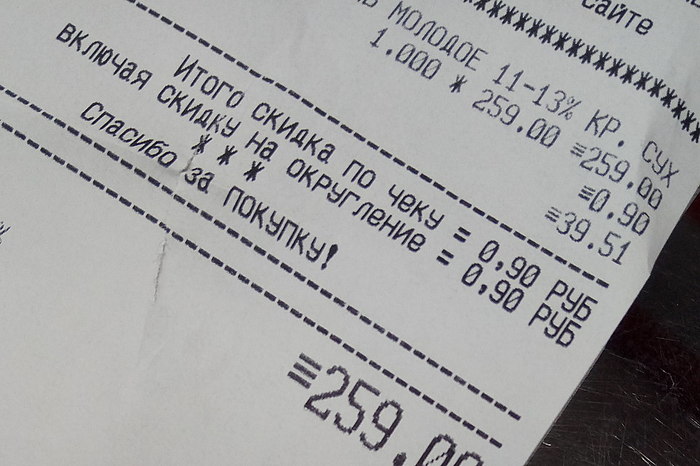 сайте
МОЛОДОЕ 11-13% КР. СУХ
1.000 * 259.00 ≡259.00
≡0.90
≡39.51
Итого скидка по чеку = 0,90 РУБ
включая скидку на округление = 0,90 РУБ
* * *
Спасибо за покупку!
≡259.00